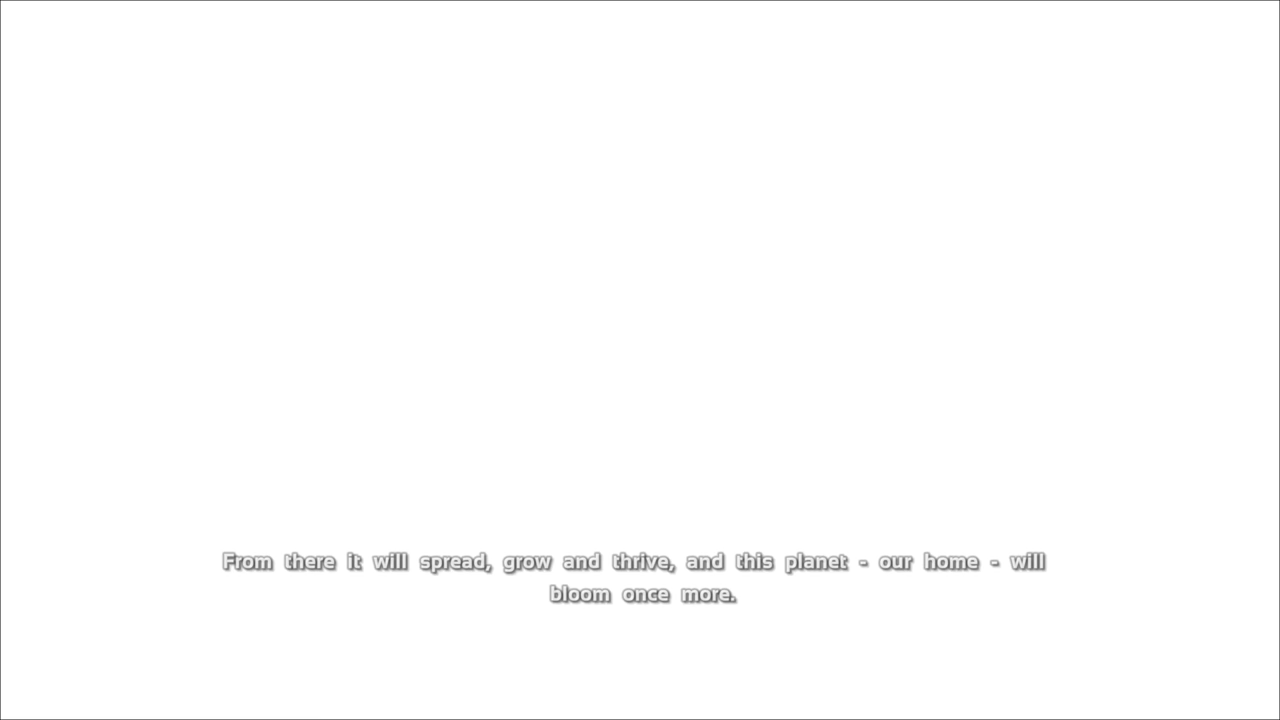 From there it will spread, grow and thrive, and this planet - our home - will
bloom once more.